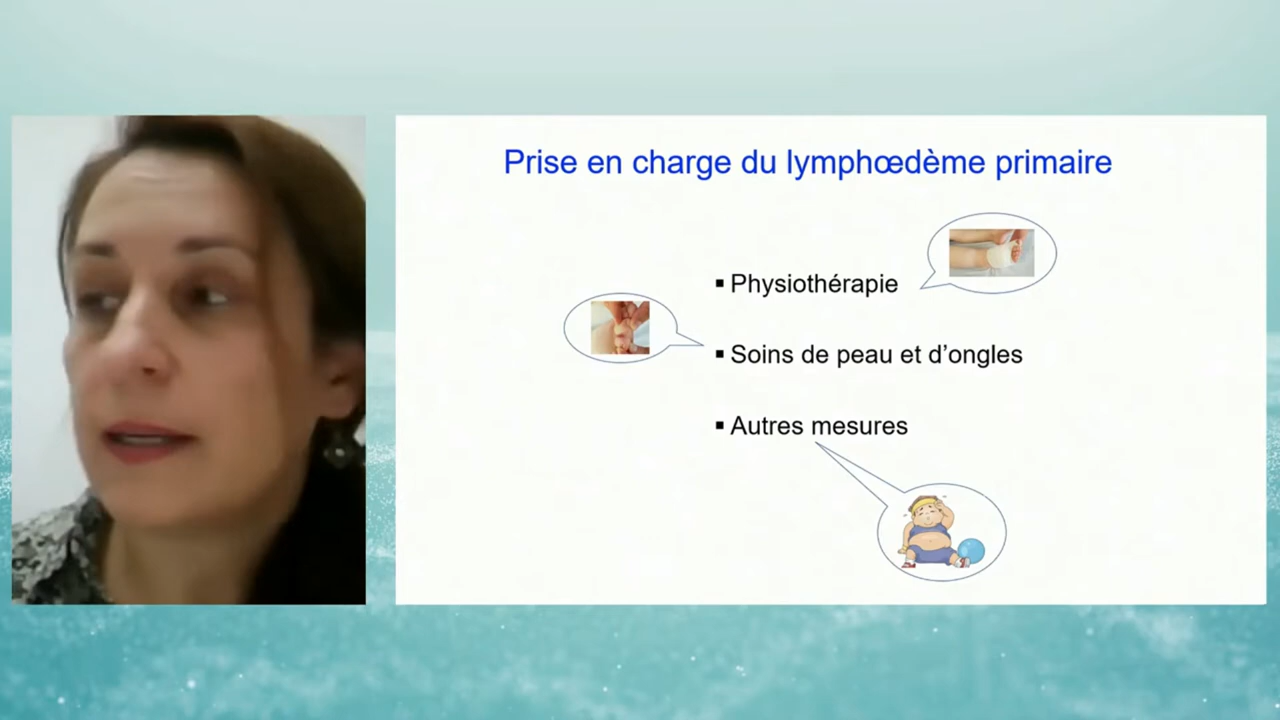 Prise en charge du lymphœdème primaire
▪ Physiothérapie
▪ Soins de peau et d’ongles
▪ Autres mesures